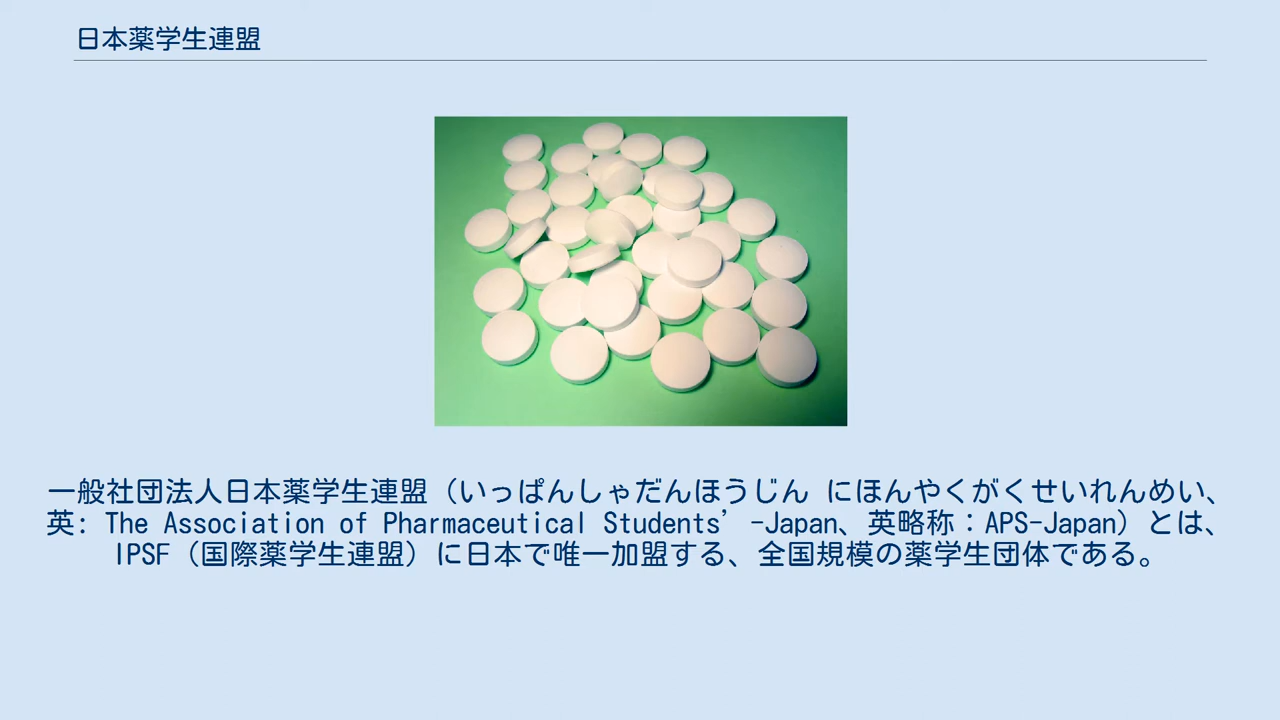 日本薬学生連盟
一般社団法人日本薬学生連盟（いっぱんしゃだんほうじん にほんやくがくせいれんめい、
英: The Association of Pharmaceutical Students’-Japan、英略称：APS-Japan）とは、
IPSF（国際薬学生連盟）に日本で唯一加盟する、全国規模の薬学生団体である。